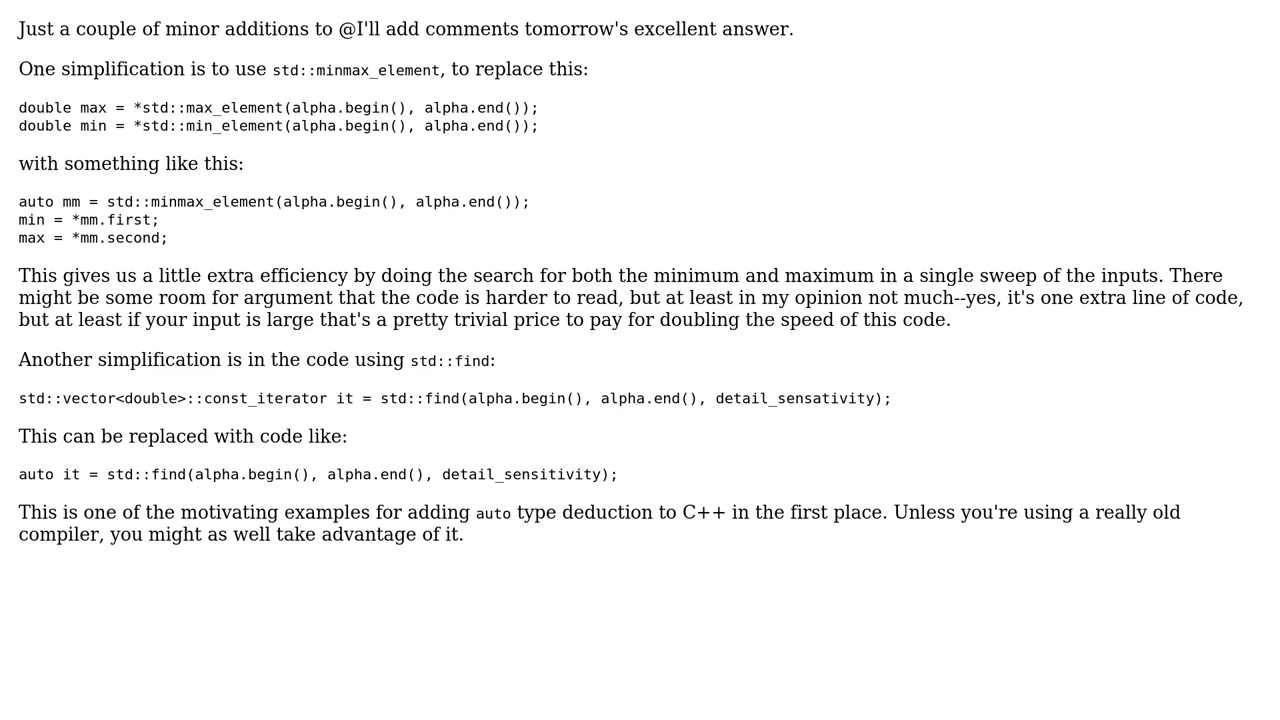 Just a couple of minor additions to @I'll add comments tomorrow's excellent answer.
One simplification is to use std::minmax_element, to replace this:
double max = *std::max_element(alpha.begin(), alpha.end());
double min = *std::min_element(alpha.begin(), alpha.end());
with something like this:
auto mm = std::minmax_element(alpha.begin(), alpha.end());
min = *mm.first;
max = *mm.second;
This gives us a little extra efficiency by doing the search for both the minimum and maximum in a single sweep of the inputs. There
might be some room for argument that the code is harder to read, but at least in my opinion not much--yes, it's one extra line of code,
but at least if your input is large that's a pretty trivial price to pay for doubling the speed of this code.
Another simplification is in the code using std::find:
std::vector<double>::const_iterator it = std::find(alpha.begin(), alpha.end(), detail_sensativity);
This can be replaced with code like:
auto it = std::find(alpha.begin(), alpha.end(), detail_sensitivity);
This is one of the motivating examples for adding auto type deduction to C++ in the first place. Unless you're using a really old
compiler, you might as well take advantage of it.